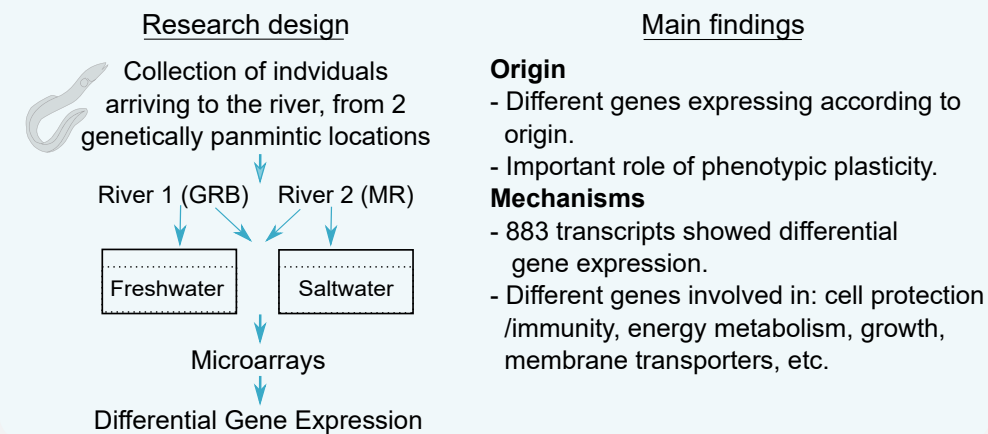 Research design
Collection of indviduals
arriving to the river, from 2
genetically panmintic locations
River 1 (GRB) River 2 (MR)
Freshwater
Saltwater
Microarrays
Differential Gene Expression
Main findings
Origin
- Different genes expressing according to
origin.
- Important role of phenotypic plasticity.
Mechanisms
- 883 transcripts showed differential
gene expression.
- Different genes involved in: cell protection
/immunity, energy metabolism, growth,
membrane transporters, etc.